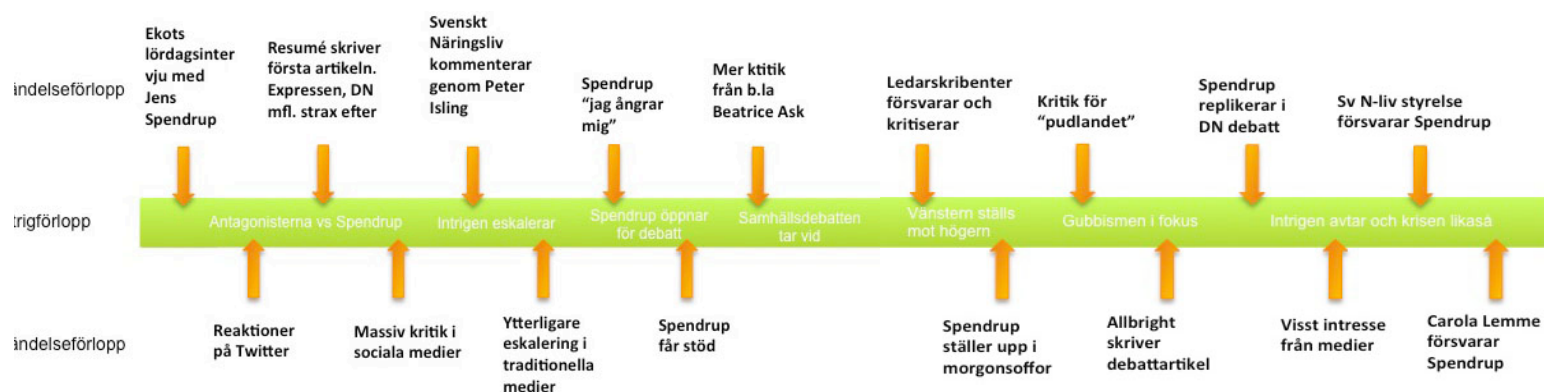 Ekots
lördagsinter
vju med
Jens
Spendrup
Resumé skriver
första artikeln.
Expressen, DN
mfl. strax efter
Svenskt
Näringsliv
kommenterar
genom Peter
Isling
Spendrup
“jag ångrar
mig”
Mer ktitik
från b.la
Beatrice Ask
Ledarskribenter
försvarar och
kritiserar
Kritik för
“pudlandet”
Spendrup
replikerar i
DN debatt
Sv N-liv styrelse
försvarar Spendrup
ändelseförlopp
trigförlopp
Antagonisterna vs Spendrup
Intrigen eskalerar
Spendrup öppnar
för debatt
Samhällsdebatten
tar vid
Vänstern ställs
mot högern
Gubbismen i fokus
Intrigen avtar och krisen likaså
ändelseförlopp
Reaktioner
på Twitter
Massiv kritik i
sociala medier
Ytterligare
eskalering i
traditionella
medier
Spendrup
får stöd
Spendrup
ställer upp i
morgonsoffor
Allbright
skriver
debattartikel
Visst intresse
från medier
Carola Lemme
försvarar
Spendrup